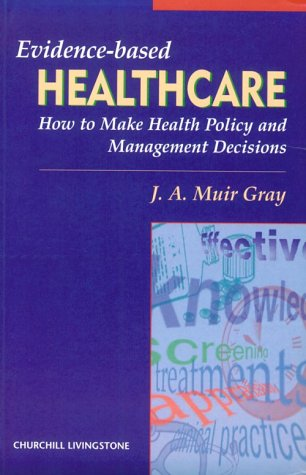 Evidence-based
HEALTHCARE
How to Make Health Policy and
Management Decisions
J. A. Muir Gray
effective
knowled
screening
treatments
appr
clinical practice
CHURCHILL LIVINGSTONE